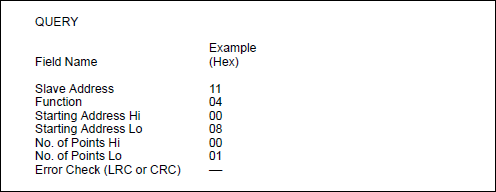 QUERY
Example
Field Name (Hex)
Slave Address 11
Function 04
Starting Address Hi 00
Starting Address Lo 08
No. of Points Hi 00
No. of Points Lo 01
Error Check (LRC or CRC) —